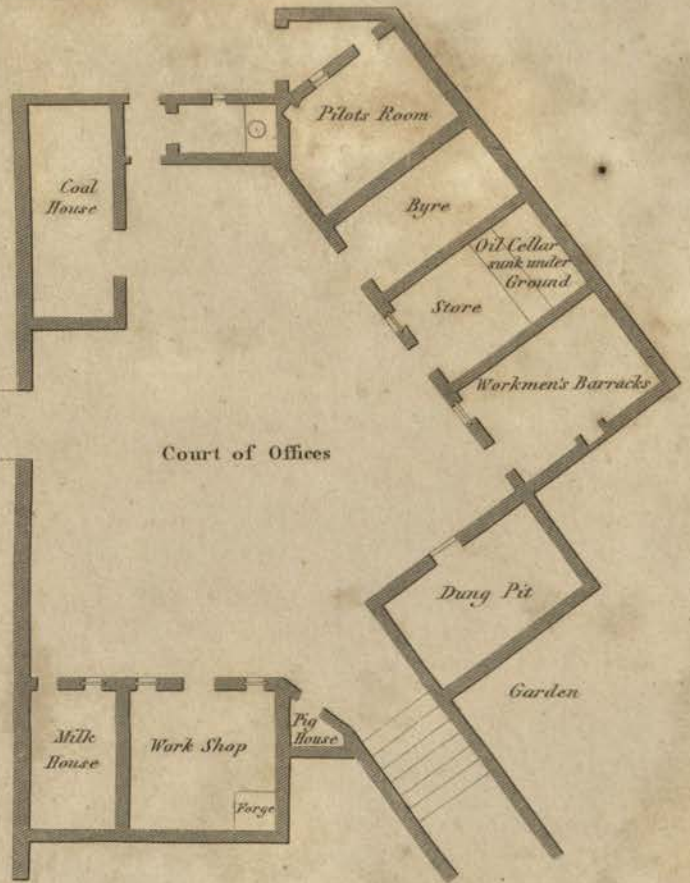 Pilots Room
Coal
House
Byre
Oil-Cellar
sunk under
Ground
Store
Workmen's Barracks
Court of Offices
Dung Pit
Garden
Pig
House
Milk
House
Work Shop
Forge